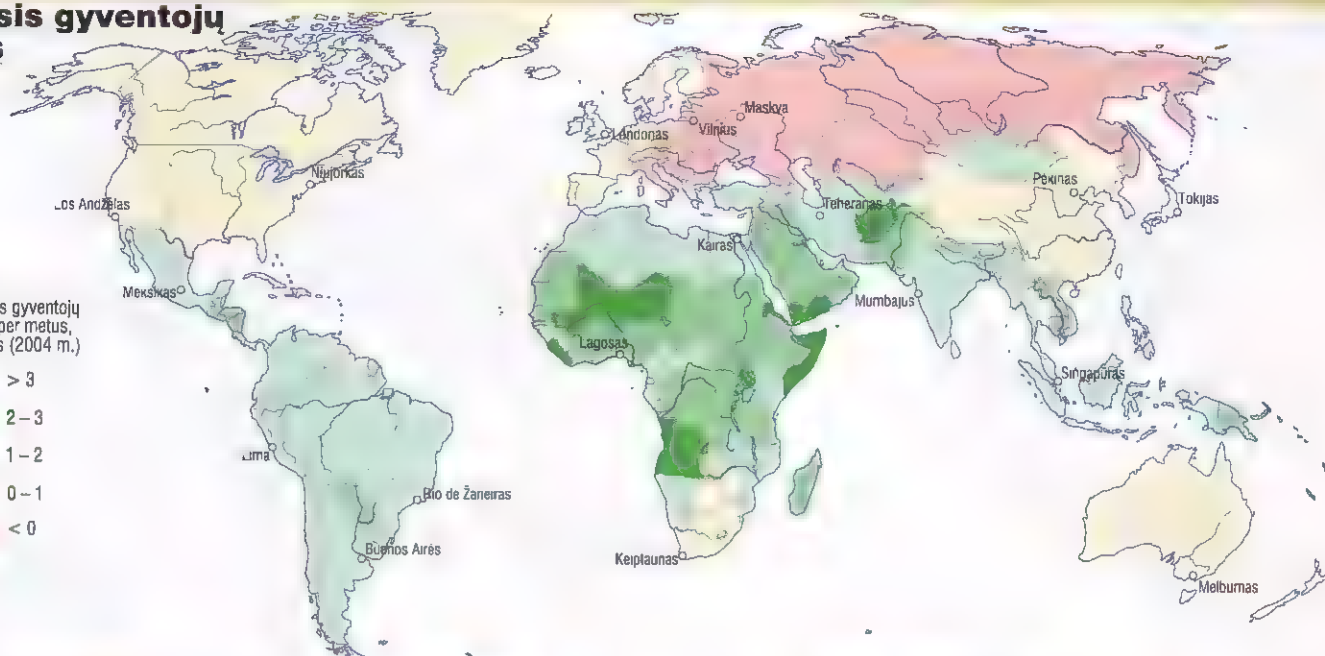 sis gyventojų
s
Maskva
Londonas
Vilnius
Niujorkas
Los Andželas
Pekinas
Tokijas
Teheranas
Kairas
Meksikas
Mumbajus
s gyventojų
per metus,
s (2004 m.)
Lagosas
Singapūras
> 3
2 – 3
1 – 2
Lima
0 – 1
Rio de Žaneiras
< 0
Buenos Airės
Keiptaunas
Melburnas